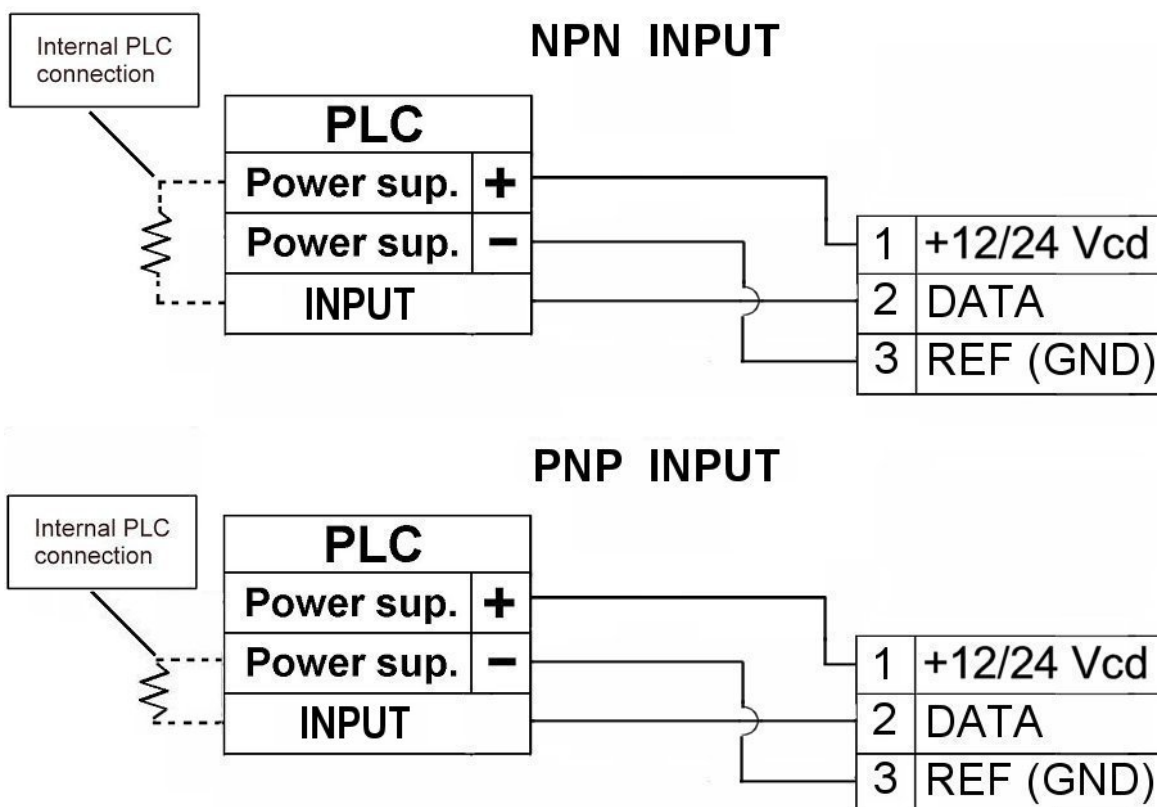 NPN INPUT
Internal PLC
connection
PLC
Power sup. +
Power sup. −
INPUT
1 +12/24 Vcd
2 DATA
3 REF (GND)
PNP INPUT
Internal PLC
connection
PLC
Power sup. +
Power sup. −
INPUT
1 +12/24 Vcd
2 DATA
3 REF (GND)